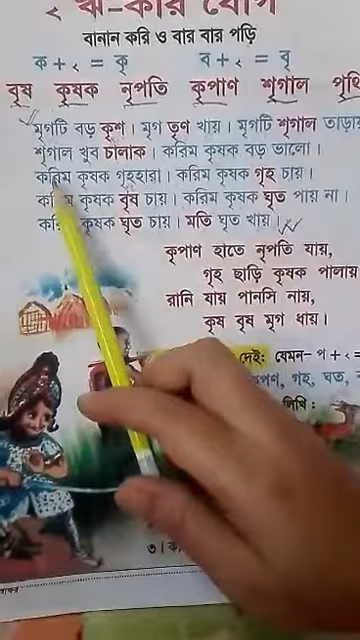 ৃ ঋ-কার যোগ
বানান করি ও বার বার পড়ি
ক + ৃ = কৃ ব + ৃ = বৃ
বৃষ কৃষক নৃপতি কৃপাণ শৃগাল
মৃগটি বড় কৃশ। মৃগ তৃণ খায়। মৃগটি শৃগাল
শৃগাল খুব চালাক। করিম কৃষক বড় ভালো।
করিম কৃষক গৃহহারা। করিম কৃষক গৃহ চায়।
কৃষক বৃষ চায়। করিম কৃষক ঘৃত পায় না।
কৃষক ঘৃত চায়। মতি ঘৃত খায়।
কৃপাণ হাতে নৃপতি যায়,
গৃহ ছাড়ি কৃষক পালায়
রানি যায় পানসি নায়,
কৃষ বৃষ মৃগ ধায়।
দেই: যেমন– প + ৃ =
গৃহ, ঘৃত,
লিখি :
৩।